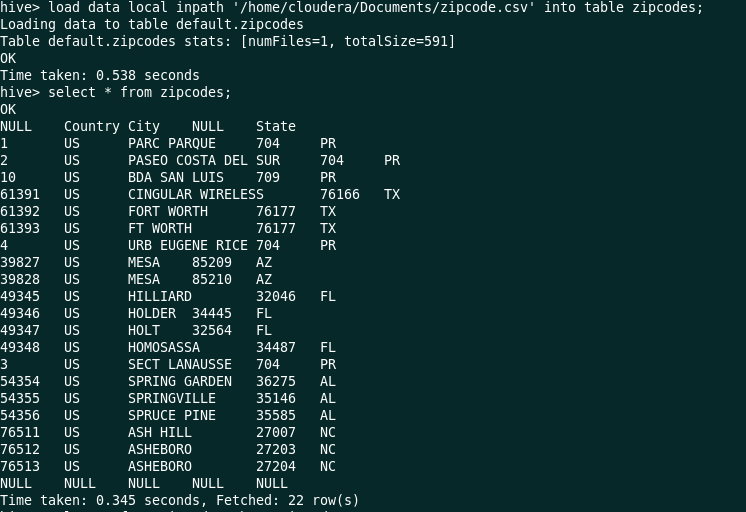 hive> load data local inpath '/home/cloudera/Documents/zipcode.csv' into table zipcodes;
Loading data to table default.zipcodes
Table default.zipcodes stats: [numFiles=1, totalSize=591]
OK
Time taken: 0.538 seconds
hive> select * from zipcodes;
OK
NULL	Country	City	NULL	State
1	US	PARC PARQUE	704	PR
2	US	PASEO COSTA DEL SUR	704	PR
10	US	BDA SAN LUIS	709	PR
61391	US	CINGULAR WIRELESS	76166	TX
61392	US	FORT WORTH	76177	TX
61393	US	FT WORTH	76177	TX
4	US	URB EUGENE RICE	704	PR
39827	US	MESA	85209	AZ
39828	US	MESA	85210	AZ
49345	US	HILLIARD	32046	FL
49346	US	HOLDER	34445	FL
49347	US	HOLT	32564	FL
49348	US	HOMOSASSA	34487	FL
3	US	SECT LANAUSSE	704	PR
54354	US	SPRING GARDEN	36275	AL
54355	US	SPRINGVILLE	35146	AL
54356	US	SPRUCE PINE	35585	AL
76511	US	ASH HILL	27007	NC
76512	US	ASHEBORO	27203	NC
76513	US	ASHEBORO	27204	NC
NULL	NULL	NULL	NULL	NULL
Time taken: 0.345 seconds, Fetched: 22 row(s)